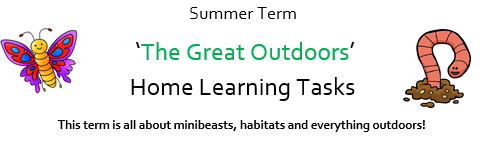 Summer Term
‘The Great Outdoors’
Home Learning Tasks
This term is all about minibeasts, habitats and everything outdoors!